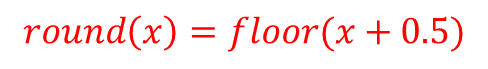 round(x) = floor(x + 0.5)